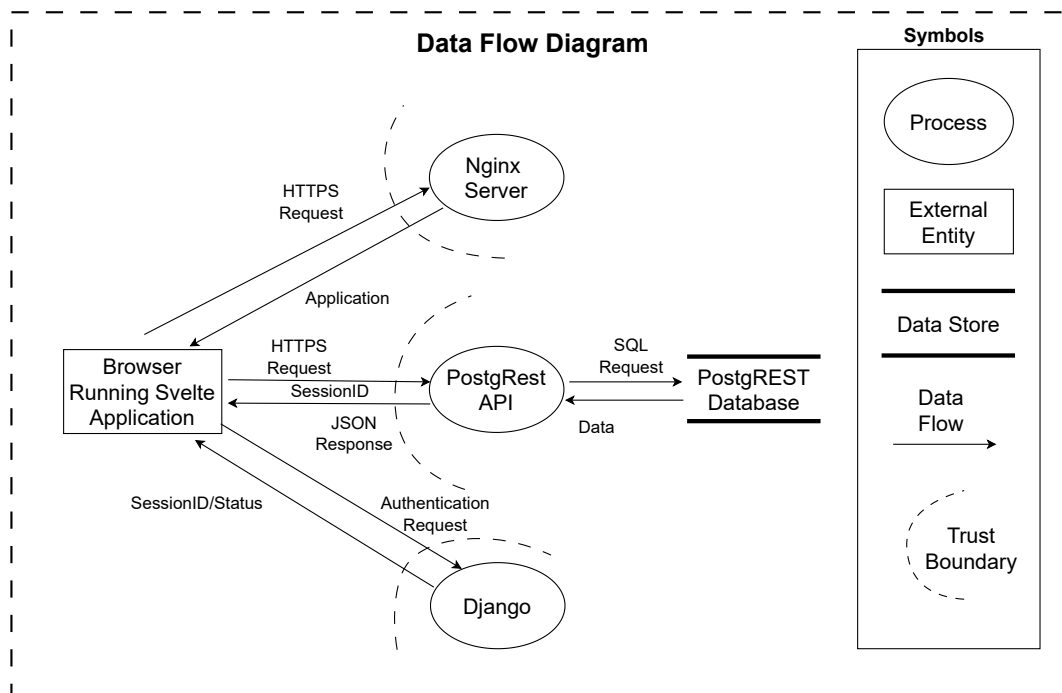 Data Flow Diagram
Symbols
Process
External
Entity
Data Store
Data
Flow
Trust
Boundary
Nginx
Server
HTTPS
Request
Application
Browser
Running Svelte
Application
HTTPS
Request
SessionID
JSON
Response
PostgRest
API
SQL
Request
Data
PostgREST
Database
SessionID/Status
Authentication
Request
Django